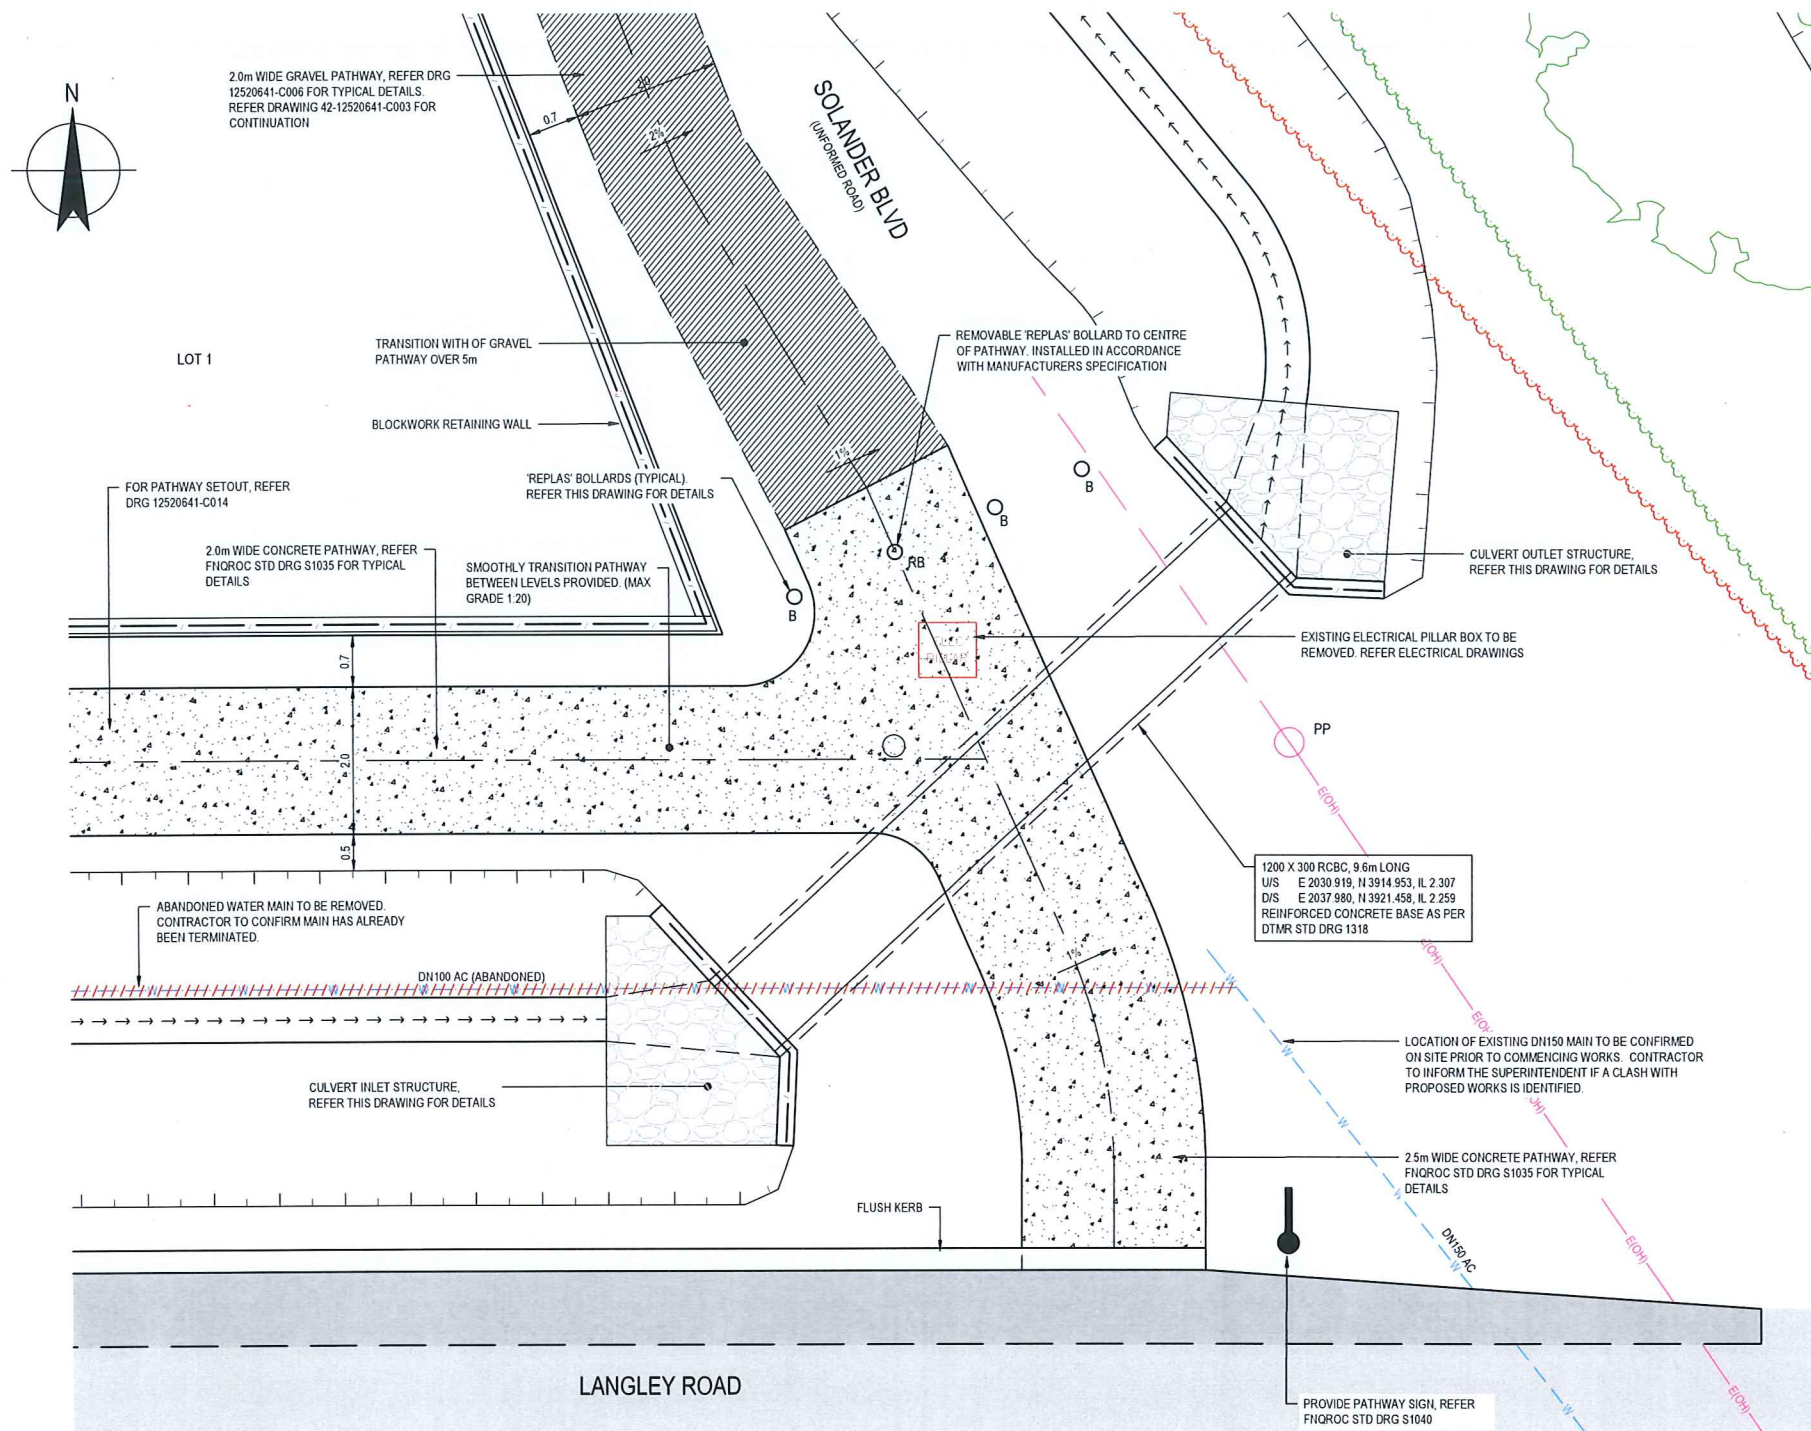 N
2.0m WIDE GRAVEL PATHWAY, REFER DRG
12520641-C006 FOR TYPICAL DETAILS.
REFER DRAWING 42-12520641-C003 FOR
CONTINUATION
0.7
2%
SOLANDER BLVD
(UNFORMED ROAD)
LOT 1
TRANSITION WITH OF GRAVEL
PATHWAY OVER 5m
REMOVABLE 'REPLAS' BOLLARD TO CENTRE
OF PATHWAY. INSTALLED IN ACCORDANCE
WITH MANUFACTURERS SPECIFICATION
BLOCKWORK RETAINING WALL
1%
'REPLAS' BOLLARDS (TYPICAL).
REFER THIS DRAWING FOR DETAILS
FOR PATHWAY SETOUT, REFER
DRG 12520641-C014
B
B
RB
B
2.0m WIDE CONCRETE PATHWAY, REFER
FNQROC STD DRG S1035 FOR TYPICAL
DETAILS
SMOOTHLY TRANSITION PATHWAY
BETWEEN LEVELS PROVIDED. (MAX
GRADE 1:20)
CULVERT OUTLET STRUCTURE,
REFER THIS DRAWING FOR DETAILS
EXISTING ELECTRICAL PILLAR BOX TO BE
REMOVED. REFER ELECTRICAL DRAWINGS
0.7
2.0
0.5
PP
E(OH)
1200 X 300 RCBC, 9.6m LONG
U/S E 2030.919, N 3914.953, IL 2.307
D/S E 2037.980, N 3921.458, IL 2.259
REINFORCED CONCRETE BASE AS PER
DTMR STD DRG 1318
ABANDONED WATER MAIN TO BE REMOVED.
CONTRACTOR TO CONFIRM MAIN HAS ALREADY
BEEN TERMINATED.
DN100 AC (ABANDONED)
W W W W W W W W W W W W
1%
W
E(OH)
E(OH)
LOCATION OF EXISTING DN150 MAIN TO BE CONFIRMED
ON SITE PRIOR TO COMMENCING WORKS. CONTRACTOR
TO INFORM THE SUPERINTENDENT IF A CLASH WITH
PROPOSED WORKS IS IDENTIFIED.
W
W
W
CULVERT INLET STRUCTURE,
REFER THIS DRAWING FOR DETAILS
2.5m WIDE CONCRETE PATHWAY, REFER
FNQROC STD DRG S1035 FOR TYPICAL
DETAILS
FLUSH KERB
DN150 AC
W
E(OH)
LANGLEY ROAD
E(OH)
W
PROVIDE PATHWAY SIGN, REFER
FNQROC STD DRG S1040